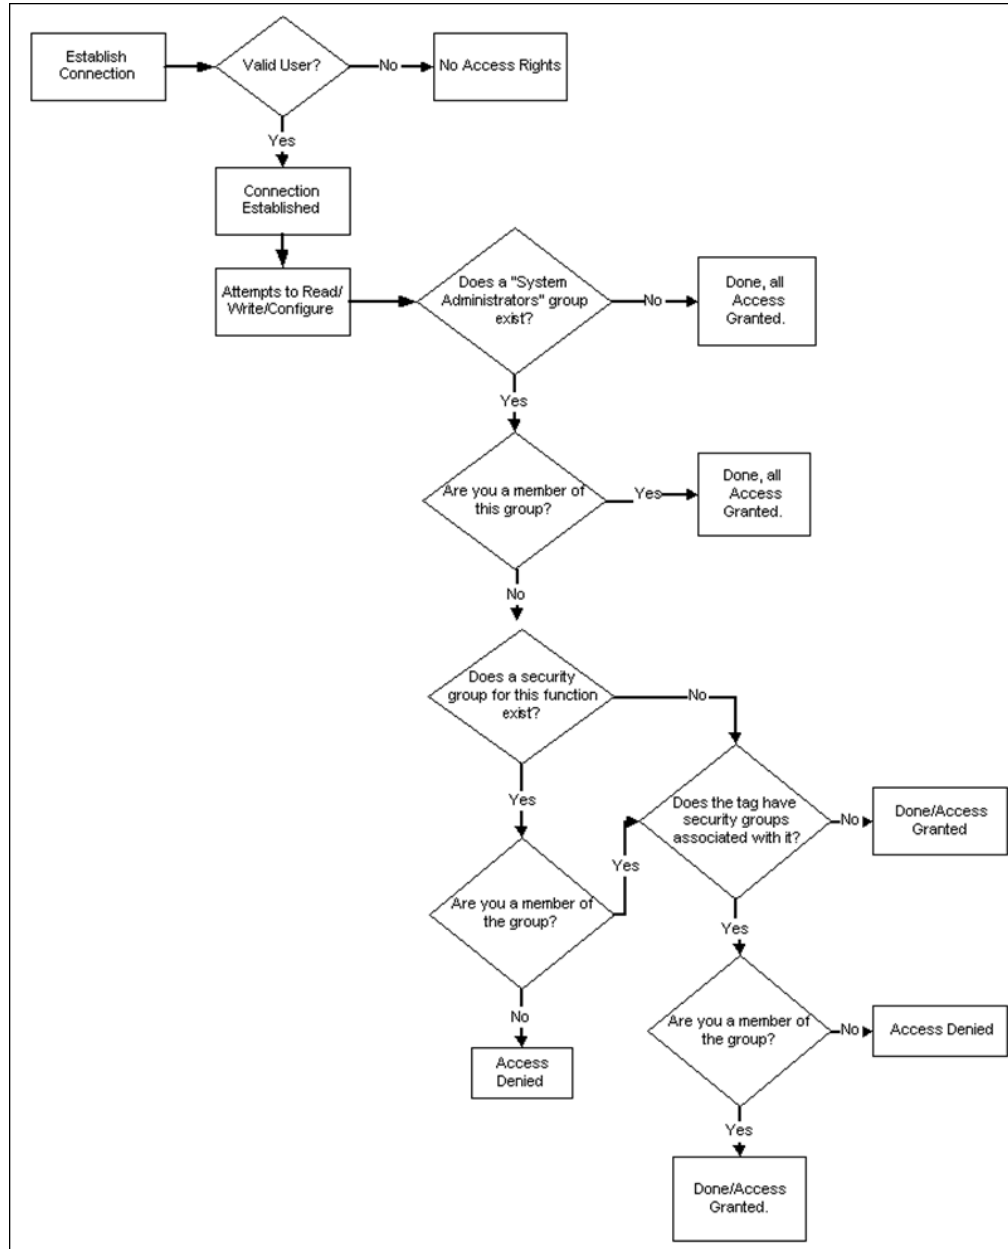 Establish
Connection
Valid User?
No
No Access Rights
Yes
Connection
Established
Attempts to Read/
Write/Configure
Does a "System
Administrators" group
exist?
No
Done, all
Access
Granted.
Yes
Are you a member of
this group?
Yes
Done, all
Access
Granted.
No
Does a security
group for this function
exist?
No
Yes
Does the tag have
security groups
associated with it?
No
Done/Access
Granted
Are you a member of
the group?
Yes
No
Access
Denied
Yes
Are you a member of
the group?
No
Access Denied
Yes
Done/Access
Granted.